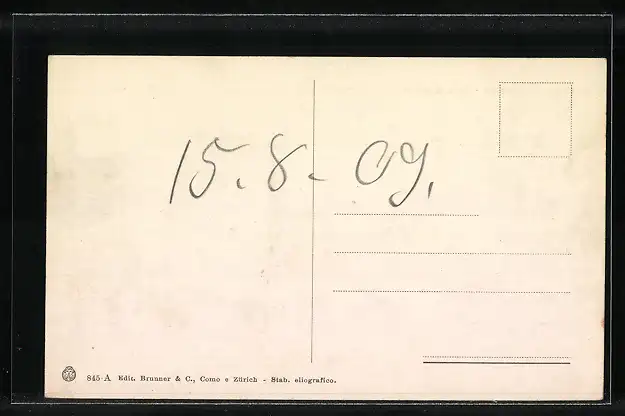 15.8. 09.
845-A Edit. Brunner & C., Como e Zürich - Stab. eliografico.